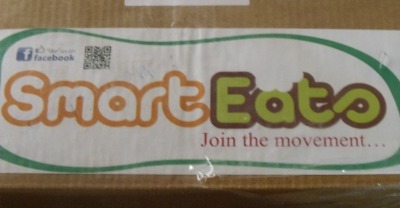 facebook
SmartEats
Join the movement...